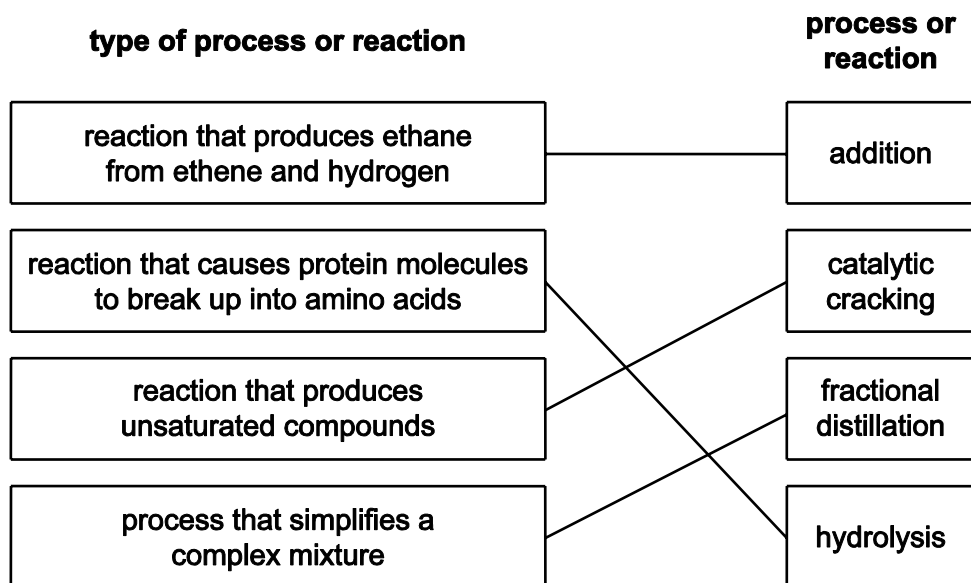 type of process or reaction
process or
reaction
reaction that produces ethane
from ethene and hydrogen
addition
reaction that causes protein molecules
to break up into amino acids
catalytic
cracking
reaction that produces
unsaturated compounds
fractional
distillation
process that simplifies a
complex mixture
hydrolysis